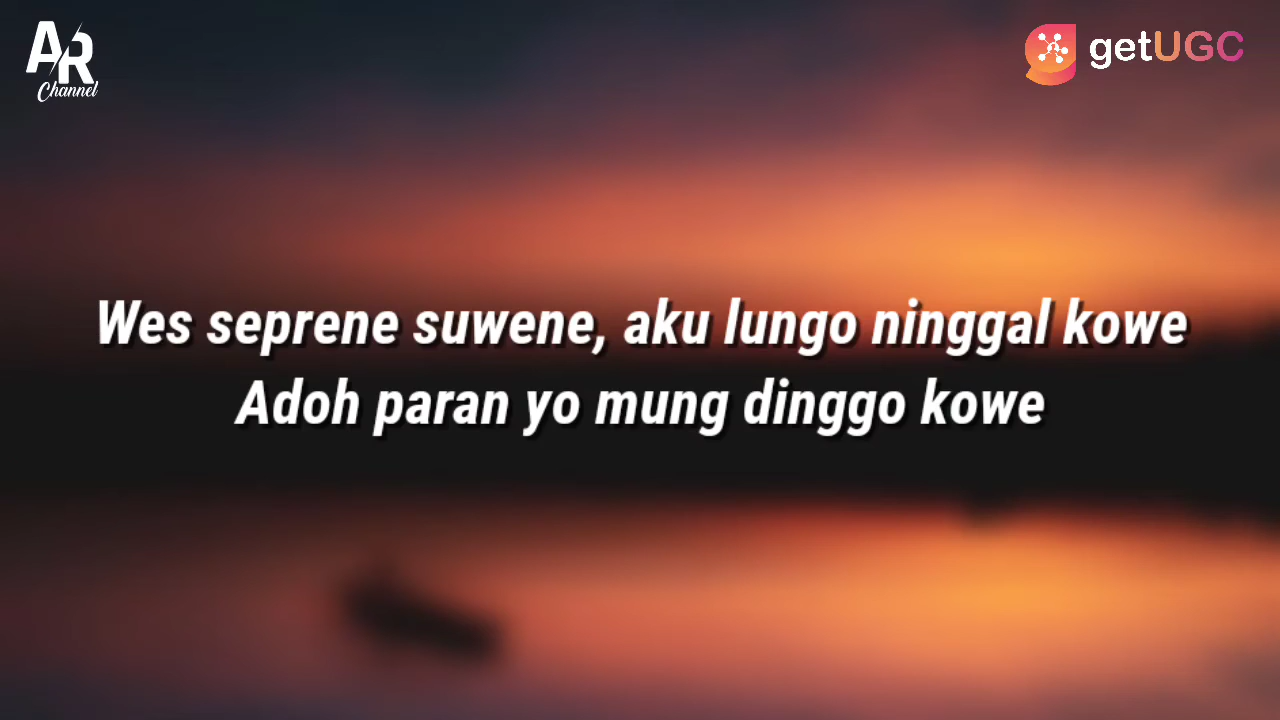 AR
Channel
getUGC
Wes seprene suwene, aku lungo ninggal kowe
Adoh paran yo mung dinggo kowe